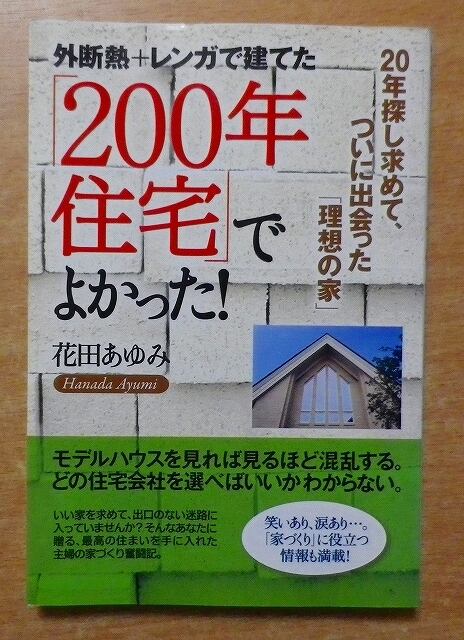 外断熱+レンガで建てた
「200年
住宅」で
よかった!
20年探し求めて、
ついに出会った
「理想の家」
花田あゆみ
Hanada Ayumi
モデルハウスを見れば見るほど混乱する。
どの住宅会社を選べばいいかわからない。
いい家を求めて、出口のない迷路に
入っていませんか?そんなあなたに
贈る、最高の住まいを手に入れた
主婦の家づくり奮闘記。
笑いあり、涙あり…。
「家づくり」に役立つ
情報も満載!